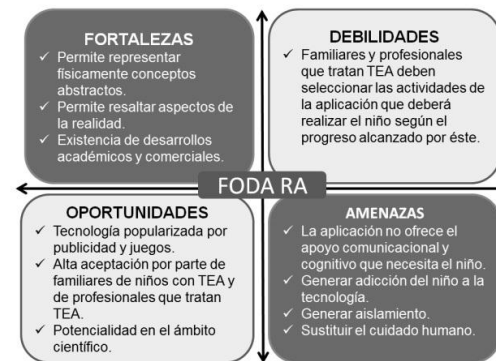 FORTALEZAS
✓ Permite representar
físicamente conceptos
abstractos.
✓ Permite resaltar aspectos de
la realidad.
✓ Existencia de desarrollos
académicos y comerciales.
DEBILIDADES
✓ Familiares y profesionales
que tratan TEA deben
seleccionar las actividades de
la aplicación que deberá
realizar el niño según el
progreso alcanzado por éste.
FODA RA
OPORTUNIDADES
✓ Tecnología popularizada por
publicidad y juegos.
✓ Alta aceptación por parte de
familiares de niños con TEA y
de profesionales que tratan
TEA.
✓ Potencialidad en el ámbito
científico.
AMENAZAS
✓ La aplicación no ofrece el
apoyo comunicacional y
cognitivo que necesita el niño.
✓ Generar adicción del niño a la
tecnología.
✓ Generar aislamiento.
✓ Sustituir el cuidado humano.